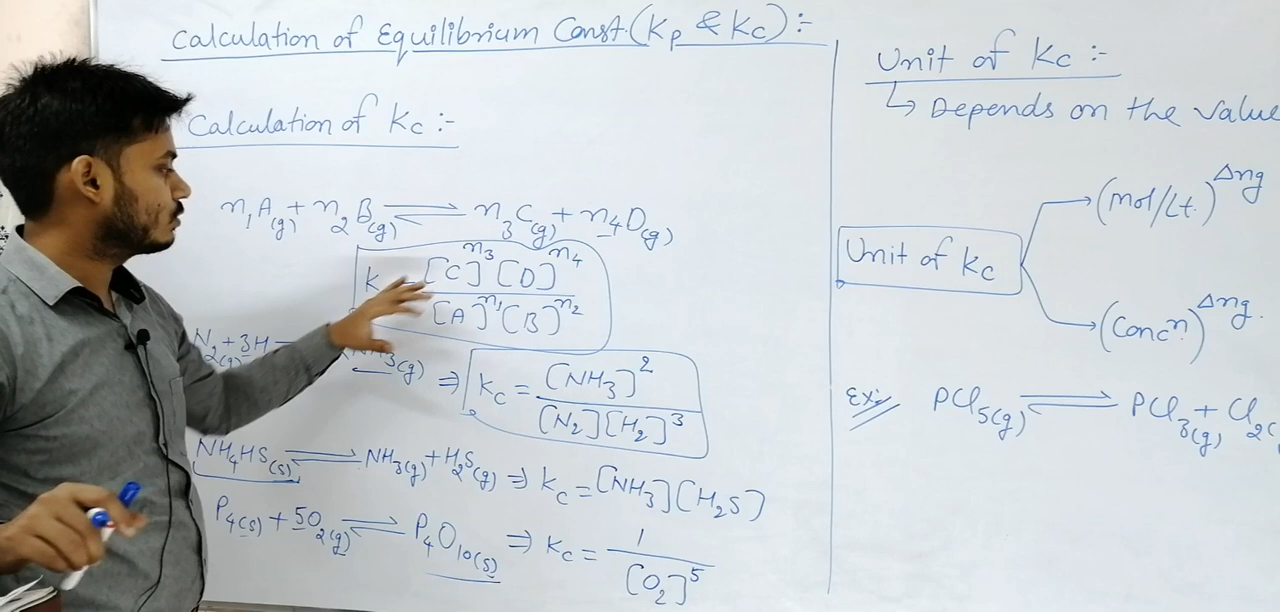 Calculation of Equilibrium Const. (Kp & Kc) :-
Calculation of Kc :-
n₁A(g) + n₂B(g) ⇌ n₃C(g) + n₄D(g)
K = [C]^n₃ [D]^n₄ / [A]^n₁ [B]^n₂
N₂(g) + 3H NH₃(g) ⇒ Kc = [NH₃]² / [N₂][H₂]³
NH₄HS(s) ⇌ NH₃(g) + H₂S(g) ⇒ Kc = [NH₃][H₂S]
P₄(s) + 5O₂(g) ⇌ P₄O₁₀(s) ⇒ Kc = 1 / [O₂]⁵
Unit of Kc :-
↳ Depends on the value
(mol/Lt.)^Δng
Unit of Kc
(Concⁿ)^Δng.
Ex:- PCl₅(g) ⇌ PCl₃(g) + Cl₂(